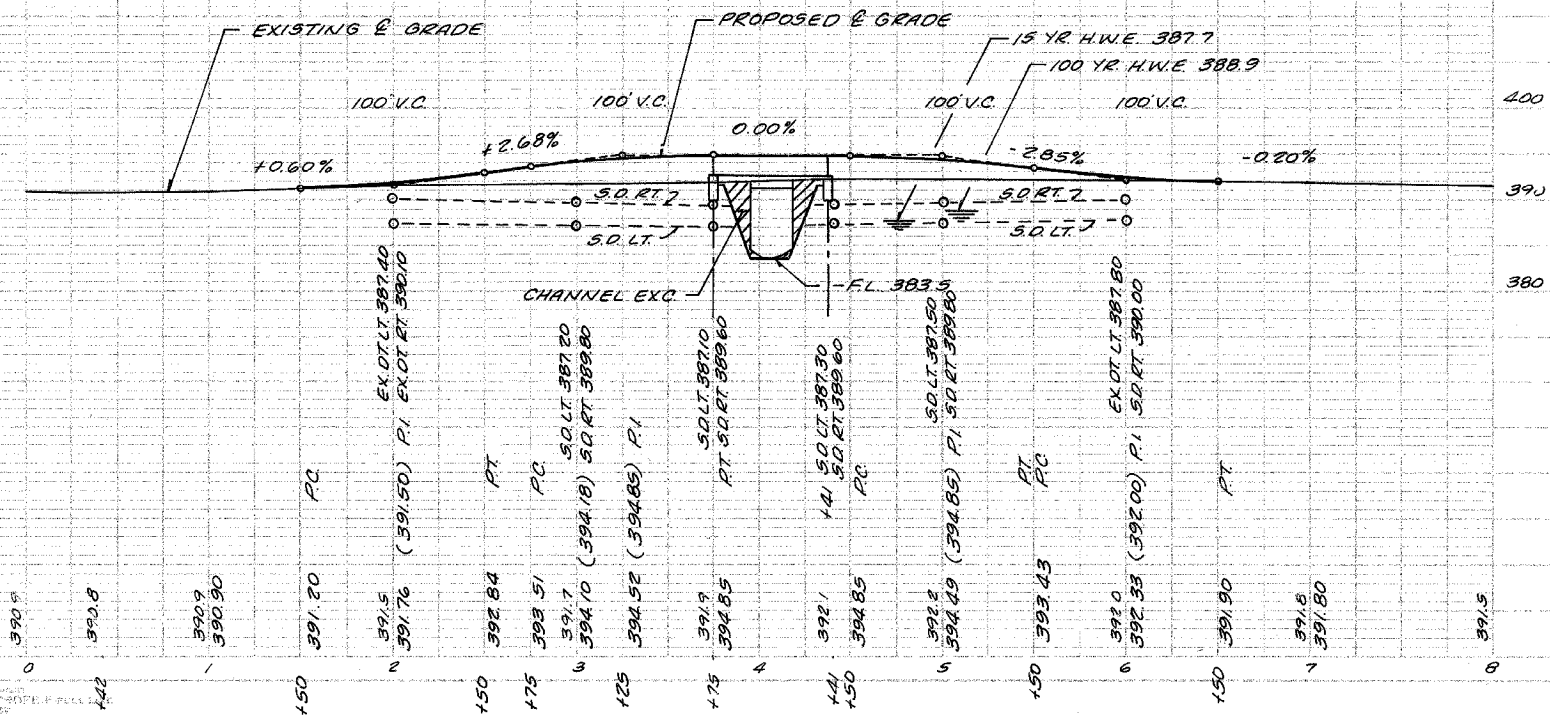 EXISTING ℄ GRADE
PROPOSED ℄ GRADE
15 YR. H.W.E. 387.7
100 YR. H.W.E. 388.9
100' V.C.
100' V.C.
100' V.C.
100' V.C.
400
+0.60%
+2.68%
0.00%
-2.85%
-0.20%
390
S.D. RT.
S.D. RT.
S.D. LT.
S.D. LT.
CHANNEL EXC.
F.L. 383.5
380
EX. DT. LT. 387.40
(391.50) P.I. EX. DT. RT. 390.10
S.D. LT. 387.20
(394.18) S.D. RT. 389.80
(394.85) P.I.
S.D. LT. 387.10
P.T. S.D. RT. 389.60
+41 S.D. LT. 387.30
S.D. RT. 389.60
S.D. LT. 387.50
(394.85) P.I. S.D. RT. 389.80
EX. DT. LT. 387.80
(392.00) P.I. S.D. RT. 390.00
P.C.
P.T.
P.C.
P.C.
P.T.
P.C.
P.T.
390.9
390.8
390.9
390.90
391.20
391.5
391.76
392.84
393.51
391.7
394.10
394.52
391.9
394.85
392.1
394.85
392.2
394.49
393.43
392.0
392.33
391.90
391.8
391.80
391.5
0 1 2 3 4 5 6 7 8
+42 +50 +50 +75 +25 +75 +41 +50 +50 +50